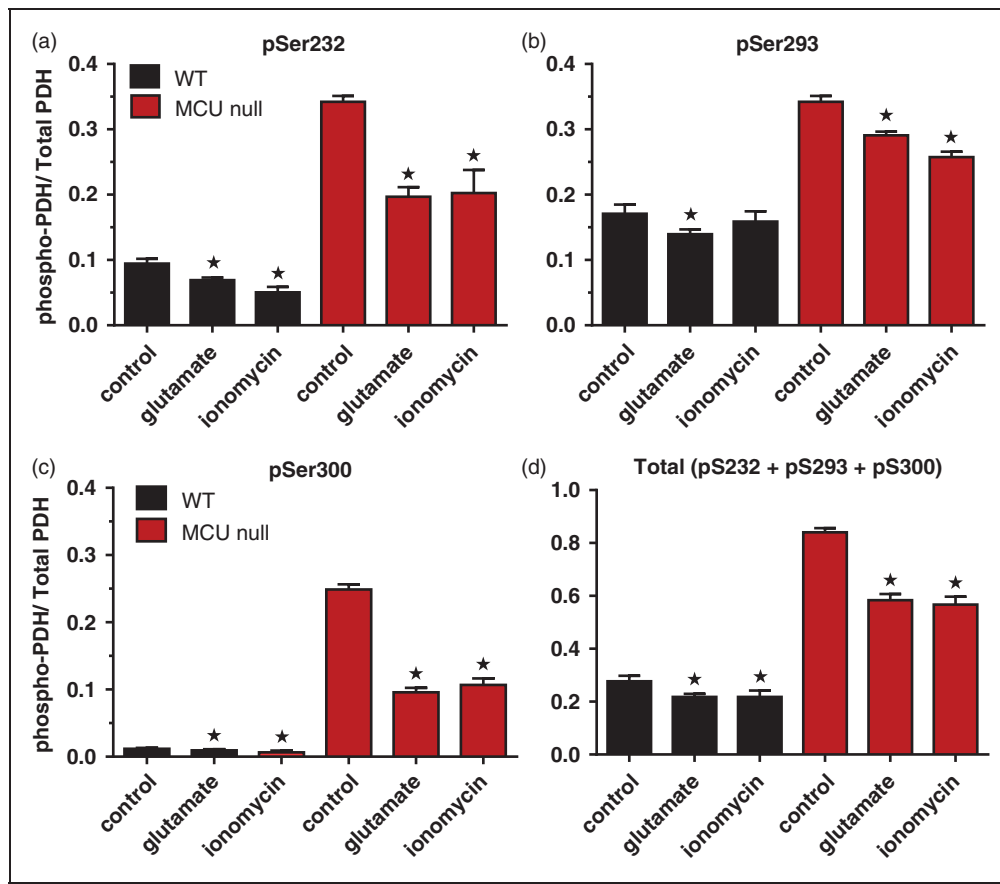 (a) pSer232
WT
MCU null
phospho-PDH/ Total PDH
0.4
0.3
0.2
0.1
0.0
control
glutamate
ionomycin
control
glutamate
ionomycin
(b) pSer293
0.4
0.3
0.2
0.1
0.0
control
glutamate
ionomycin
control
glutamate
ionomycin
(c) pSer300
WT
MCU null
phospho-PDH/ Total PDH
0.4
0.3
0.2
0.1
0.0
control
glutamate
ionomycin
control
glutamate
ionomycin
(d) Total (pS232 + pS293 + pS300)
1.0
0.8
0.6
0.4
0.2
0.0
control
glutamate
ionomycin
control
glutamate
ionomycin